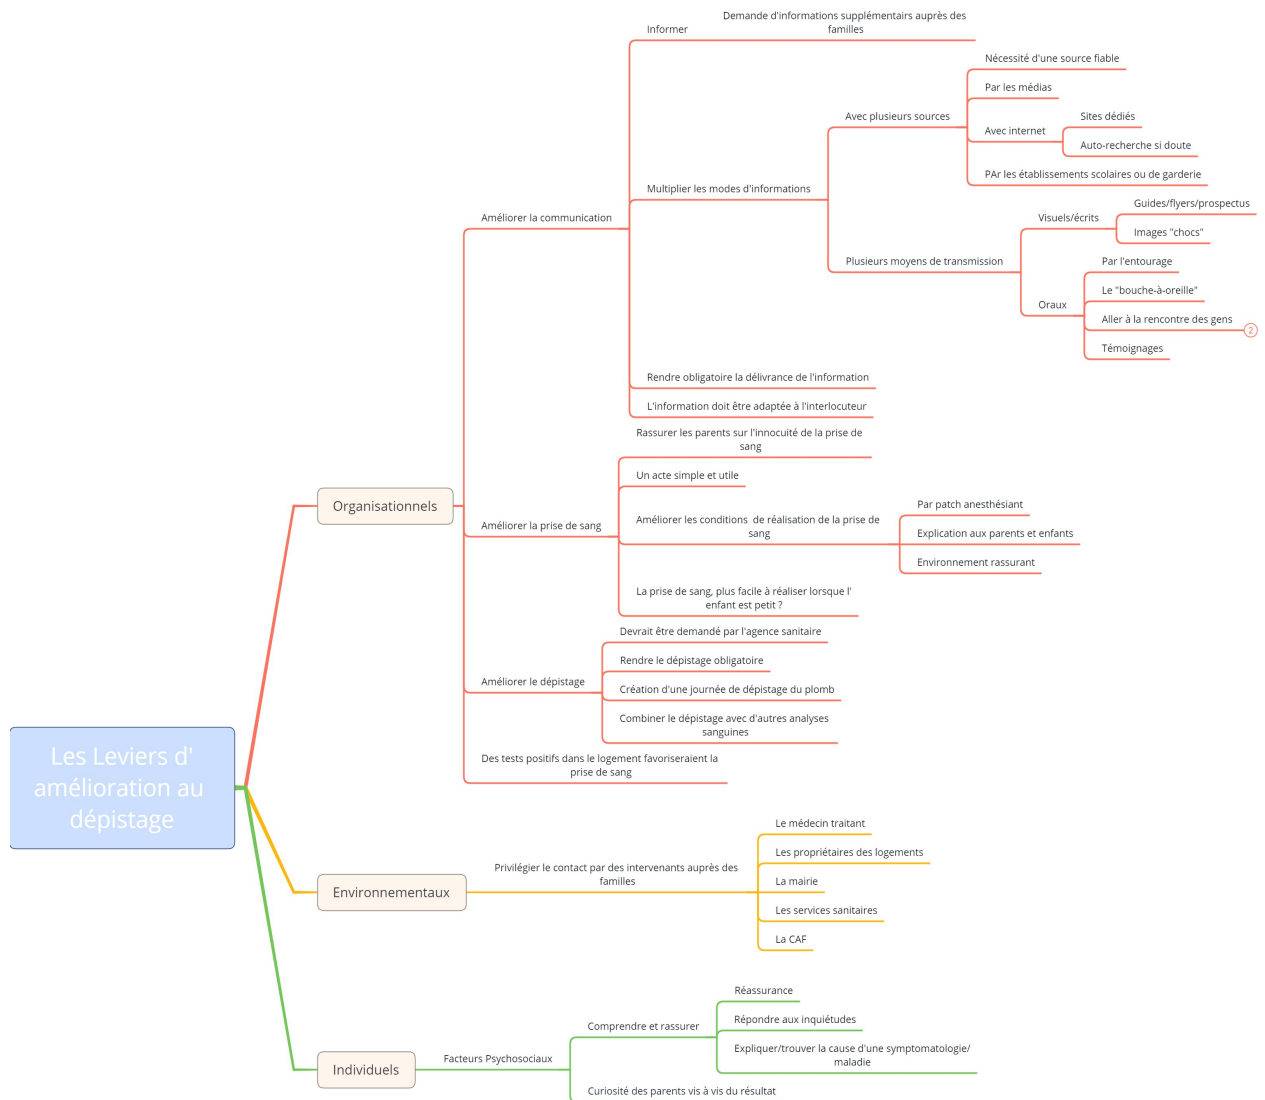 Demande d'informations supplémentairs auprès des
familles
Informer
Nécessité d'une source fiable
Par les médias
Avec plusieurs sources
Sites dédiés
Avec internet
Auto-recherche si doute
PAr les établissements scolaires ou de garderie
Multiplier les modes d'informations
Guides/flyers/prospectus
Visuels/écrits
Images "chocs"
Améliorer la communication
Plusieurs moyens de transmission
Par l'entourage
Le "bouche-à-oreille"
Oraux
Aller à la rencontre des gens
2
Témoignages
Rendre obligatoire la délivrance de l'information
L'information doit être adaptée à l'interlocuteur
Rassurer les parents sur l'innocuité de la prise de
sang
Un acte simple et utile
Organisationnels
Améliorer la prise de sang
Améliorer les conditions  de réalisation de la prise de
sang
Par patch anesthésiant
Explication aux parents et enfants
Environnement rassurant
La prise de sang, plus facile à réaliser lorsque l'
enfant est petit ?
Devrait être demandé par l'agence sanitaire
Rendre le dépistage obligatoire
Améliorer le dépistage
Création d'une journée de dépistage du plomb
Combiner le dépistage avec d'autres analyses
sanguines
Des tests positifs dans le logement favoriseraient la
prise de sang
Les Leviers d'
amélioration au
dépistage
Le médecin traitant
Les propriétaires des logements
Privilégier le contact par des intervenants auprès des
familles
Environnementaux
La mairie
Les services sanitaires
La CAF
Réassurance
Répondre aux inquiétudes
Comprendre et rassurer
Expliquer/trouver la cause d'une symptomatologie/
maladie
Facteurs Psychosociaux
Individuels
Curiosité des parents vis à vis du résultat